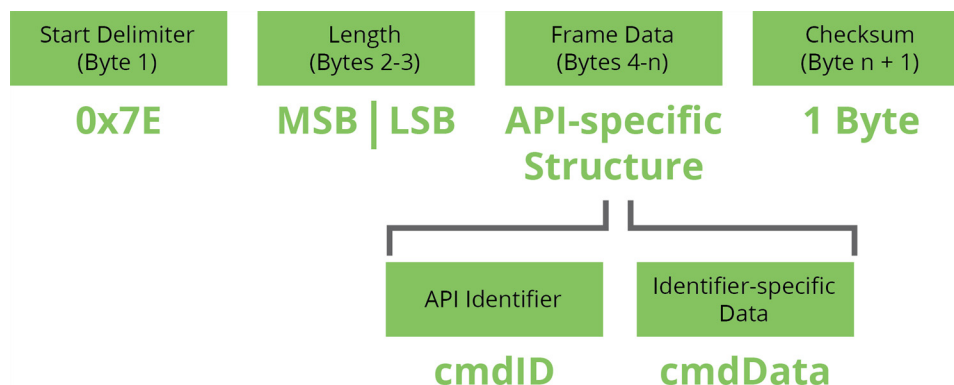 Start Delimiter
(Byte 1)
Length
(Bytes 2-3)
Frame Data
(Bytes 4-n)
Checksum
(Byte n + 1)
0x7E
MSB | LSB
API-specific
Structure
1 Byte
API Identifier
Identifier-specific
Data
cmdID
cmdData